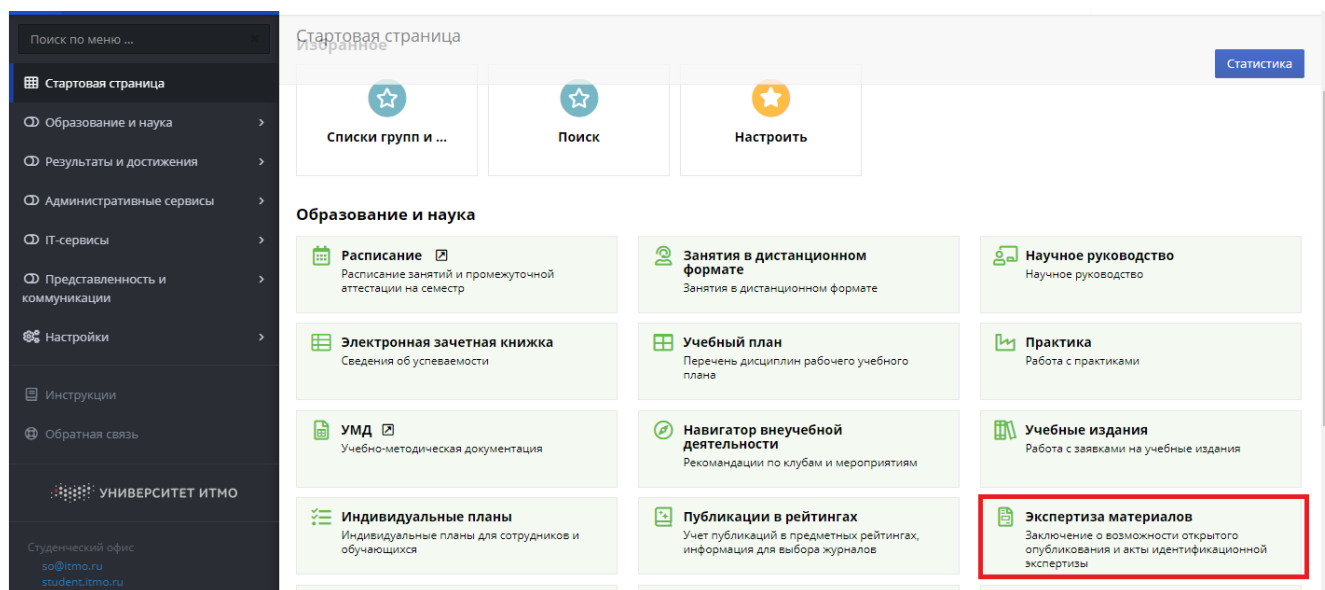 Поиск по меню ...
Стартовая страница
Образование и наука
Результаты и достижения
Административные сервисы
IT-сервисы
Представленность и
коммуникации
Настройки
Инструкции
Обратная связь
УНИВЕРСИТЕТ ИТМО
Студенческий офис
so@itmo.ru
student.itmo.ru
Стартовая страница
Избранное
Статистика
Списки групп и ...
Поиск
Настроить
Образование и наука
Расписание
Расписание занятий и промежуточной
аттестации на семестр
Занятия в дистанционном
формате
Занятия в дистанционном формате
Научное руководство
Научное руководство
Электронная зачетная книжка
Сведения об успеваемости
Учебный план
Перечень дисциплин рабочего учебного
плана
Практика
Работа с практиками
УМД
Учебно-методическая документация
Навигатор внеучебной
деятельности
Рекомендации по клубам и мероприятиям
Учебные издания
Работа с заявками на учебные издания
Индивидуальные планы
Индивидуальные планы для сотрудников и
обучающихся
Публикации в рейтингах
Учет публикаций в предметных рейтингах,
информация для выбора журналов
Экспертиза материалов
Заключение о возможности открытого
опубликования и акты идентификационной
экспертизы